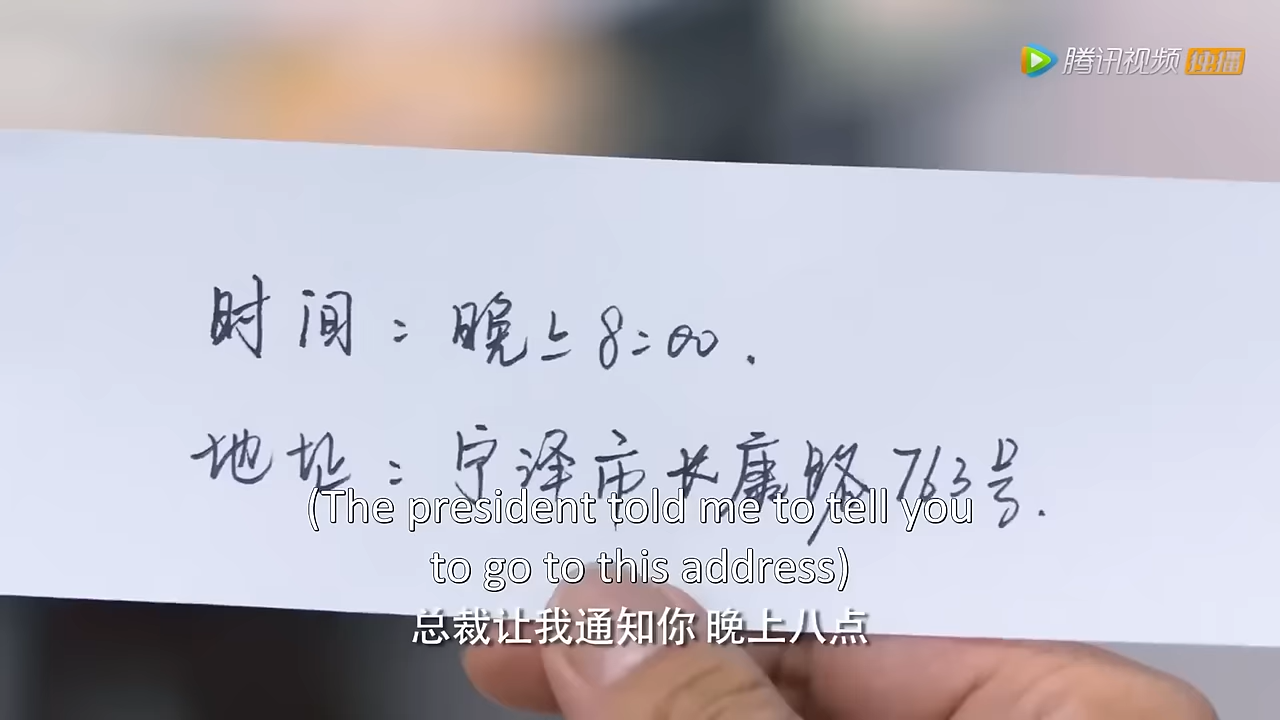 腾讯视频 独播
时间：晚上8:00.
地址：宁泽市长康路763号.
(The president told me to tell you
to go to this address)
总裁让我通知你 晚上八点